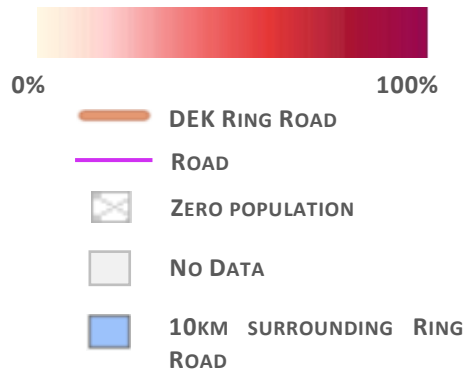 0% 100%
DEK RING ROAD
ROAD
ZERO POPULATION
NO DATA
10KM SURROUNDING RING
ROAD